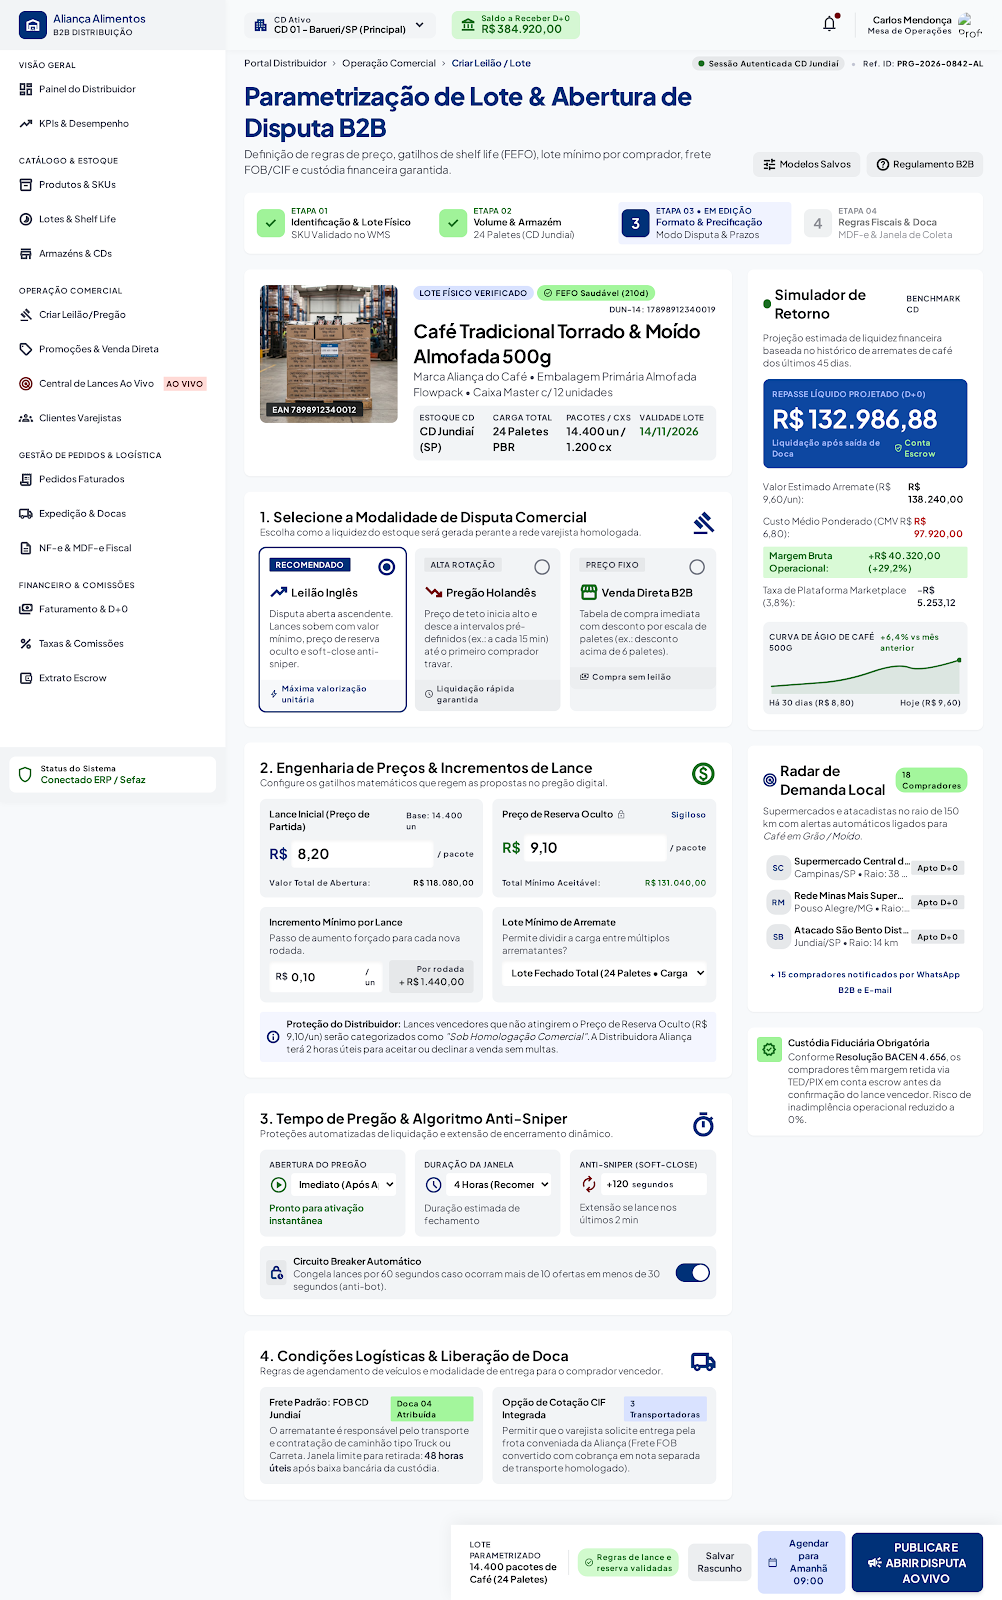 Aliança Alimentos
B2B DISTRIBUIÇÃO
CD Ativo
CD 01 - Barueri/SP (Principal)
Saldo a Receber D+0
R$ 384.920,00
Carlos Mendonça
Mesa de Operações
VISÃO GERAL
Painel do Distribuidor
KPIs & Desempenho
CATÁLOGO & ESTOQUE
Produtos & SKUs
Lotes & Shelf Life
Armazéns & CDs
OPERAÇÃO COMERCIAL
Criar Leilão/Pregão
Promoções & Venda Direta
Central de Lances Ao Vivo AO VIVO
Clientes Varejistas
GESTÃO DE PEDIDOS & LOGÍSTICA
Pedidos Faturados
Expedição & Docas
NF-e & MDF-e Fiscal
FINANCEIRO & COMISSÕES
Faturamento & D+0
Taxas & Comissões
Extrato Escrow
Status do Sistema
Conectado ERP / Sefaz
Portal Distribuidor › Operação Comercial › Criar Leilão / Lote
Sessão Autenticada CD Jundiaí • Ref. ID: PRG-2026-0842-AL
Parametrização de Lote & Abertura de
Disputa B2B
Definição de regras de preço, gatilhos de shelf life (FEFO), lote mínimo por comprador, frete
FOB/CIF e custódia financeira garantida.
Modelos Salvos
Regulamento B2B
ETAPA 01
Identificação & Lote Físico
SKU Validado no WMS
ETAPA 02
Volume & Armazém
24 Paletes (CD Jundiaí)
3
ETAPA 03 • EM EDIÇÃO
Formato & Precificação
Modo Disputa & Prazos
4
ETAPA 04
Regras Fiscais & Doca
MDF-e & Janela de Coleta
EAN 7898912340012
LOTE FÍSICO VERIFICADO
FEFO Saudável (210d)
DUN-14: 17898912340019
Café Tradicional Torrado & Moído
Almofada 500g
Marca Aliança do Café • Embalagem Primária Almofada
Flowpack • Caixa Master c/ 12 unidades
ESTOQUE CD
CD Jundiaí
(SP)
CARGA TOTAL
24 Paletes
PBR
PACOTES / CXS
14.400 un /
1.200 cx
VALIDADE LOTE
14/11/2026
1. Selecione a Modalidade de Disputa Comercial
Escolha como a liquidez do estoque será gerada perante a rede varejista homologada.
RECOMENDADO
Leilão Inglês
Disputa aberta ascendente.
Lances sobem com valor
mínimo, preço de reserva
oculto e soft-close anti-
sniper.
Máxima valorização
unitária
ALTA ROTAÇÃO
Pregão Holandês
Preço de teto inicia alto e
desce a intervalos pré-
definidos (ex.: a cada 15 min)
até o primeiro comprador
travar.
Liquidação rápida
garantida
PREÇO FIXO
Venda Direta B2B
Tabela de compra imediata
com desconto por escala de
paletes (ex.: desconto
acima de 6 paletes).
Compra sem leilão
2. Engenharia de Preços & Incrementos de Lance
Configure os gatilhos matemáticos que regem as propostas no pregão digital.
Lance Inicial (Preço de
Partida)
Base: 14.400
un
R$ 8,20 / pacote
Valor Total de Abertura: R$ 118.080,00
Preço de Reserva Oculto
Sigiloso
R$ 9,10 / pacote
Total Mínimo Aceitável: R$ 131.040,00
Incremento Mínimo por Lance
Passo de aumento forçado para cada nova
rodada.
R$ 0,10 /
un
Por rodada
+ R$ 1.440,00
Lote Mínimo de Arremate
Permite dividir a carga entre múltiplos
arrematantes?
Lote Fechado Total (24 Paletes • Carga
Proteção do Distribuidor: Lances vencedores que não atingirem o Preço de Reserva Oculto (R$
9,10/un) serão categorizados como "Sob Homologação Comercial". A Distribuidora Aliança
terá 2 horas úteis para aceitar ou declinar a venda sem multas.
3. Tempo de Pregão & Algoritmo Anti-Sniper
Proteções automatizadas de liquidação e extensão de encerramento dinâmico.
ABERTURA DO PREGÃO
Imediato (Após A
Pronto para ativação
instantânea
DURAÇÃO DA JANELA
4 Horas (Recomer
Duração estimada de
fechamento
ANTI-SNIPER (SOFT-CLOSE)
+120 segundos
Extensão se lance nos
últimos 2 min
Circuito Breaker Automático
Congela lances por 60 segundos caso ocorram mais de 10 ofertas em menos de 30
segundos (anti-bot).
4. Condições Logísticas & Liberação de Doca
Regras de agendamento de veículos e modalidade de entrega para o comprador vencedor.
Frete Padrão: FOB CD
Jundiaí
Doca 04
Atribuída
O arrematante é responsável pelo transporte
e contratação de caminhão tipo Truck ou
Carreta. Janela limite para retirada: 48 horas
úteis após baixa bancária da custódia.
Opção de Cotação CIF
Integrada
3
Transportadoras
Permitir que o varejista solicite entrega pela
frota conveniada da Aliança (Frete FOB
convertido com cobrança em nota separada
de transporte homologado).
Simulador de
Retorno
BENCHMARK
CD
Projeção estimada de liquidez financeira
baseada no histórico de arremates de café
dos últimos 45 dias.
REPASSE LÍQUIDO PROJETADO (D+0)
R$ 132.986,88
Liquidação após saída de
Doca
Conta
Escrow
Valor Estimado Arremate (R$
9,60/un):
R$
138.240,00
Custo Médio Ponderado (CMV R$
6,80):
R$
97.920,00
Margem Bruta
Operacional:
+R$ 40.320,00
(+29,2%)
Taxa de Plataforma Marketplace
(3,8%):
-R$
5.253,12
CURVA DE ÁGIO DE CAFÉ
500G
+6,4% vs mês
anterior
Há 30 dias (R$ 8,80)
Hoje (R$ 9,60)
Radar de
Demanda Local
18
Compradores
Supermercados e atacadistas no raio de 150
km com alertas automáticos ligados para
Café em Grão / Moído.
SC
Supermercado Central d...
Campinas/SP • Raio: 38 ...
Apto D+0
RM
Rede Minas Mais Super...
Pouso Alegre/MG • Raio:...
Apto D+0
SB
Atacado São Bento Dist...
Jundiaí/SP • Raio: 14 km
Apto D+0
+ 15 compradores notificados por WhatsApp
B2B e E-mail
Custódia Fiduciária Obrigatória
Conforme Resolução BACEN 4.656, os
compradores têm margem retida via
TED/PIX em conta escrow antes da
confirmação do lance vencedor. Risco de
inadimplência operacional reduzido a
0%.
LOTE
PARAMETRIZADO
14.400 pacotes de
Café (24 Paletes)
Regras de lance e
reserva validadas
Salvar
Rascunho
Agendar
para
Amanhã
09:00
PUBLICAR E
ABRIR DISPUTA
AO VIVO